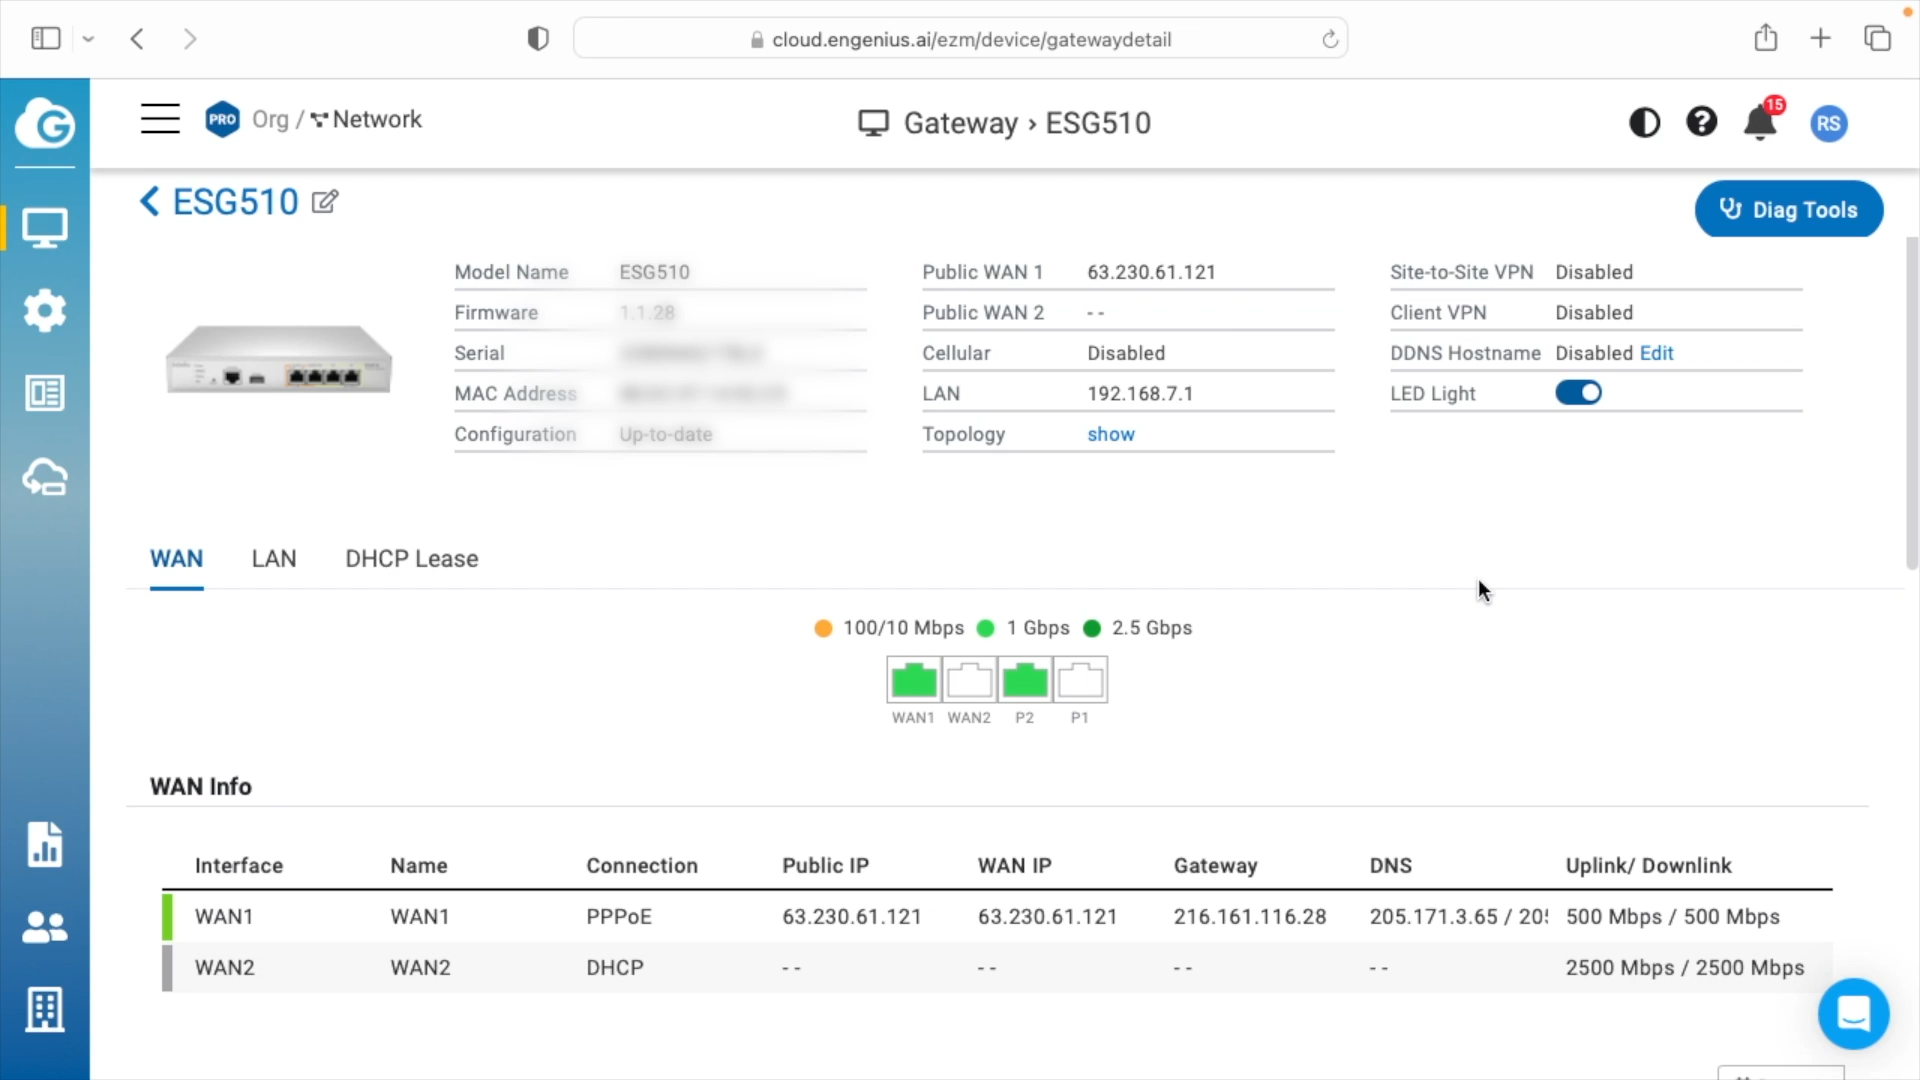 cloud.engenius.ai/ezm/device/gatewaydetail
PRO Org / Network
Gateway › ESG510
15
RS
ESG510
Diag Tools
Model Name ESG510
Firmware 1.1.28
Serial
MAC Address
Configuration Up-to-date
Public WAN 1 63.230.61.121
Public WAN 2 --
Cellular Disabled
LAN 192.168.7.1
Topology show
Site-to-Site VPN Disabled
Client VPN Disabled
DDNS Hostname Disabled Edit
LED Light
WAN LAN DHCP Lease
100/10 Mbps 1 Gbps 2.5 Gbps
WAN1 WAN2 P2 P1
WAN Info
Interface Name Connection Public IP WAN IP Gateway DNS Uplink/ Downlink
WAN1 WAN1 PPPoE 63.230.61.121 63.230.61.121 216.161.116.28 205.171.3.65 / 500 Mbps / 500 Mbps
WAN2 WAN2 DHCP -- -- -- -- 2500 Mbps / 2500 Mbps